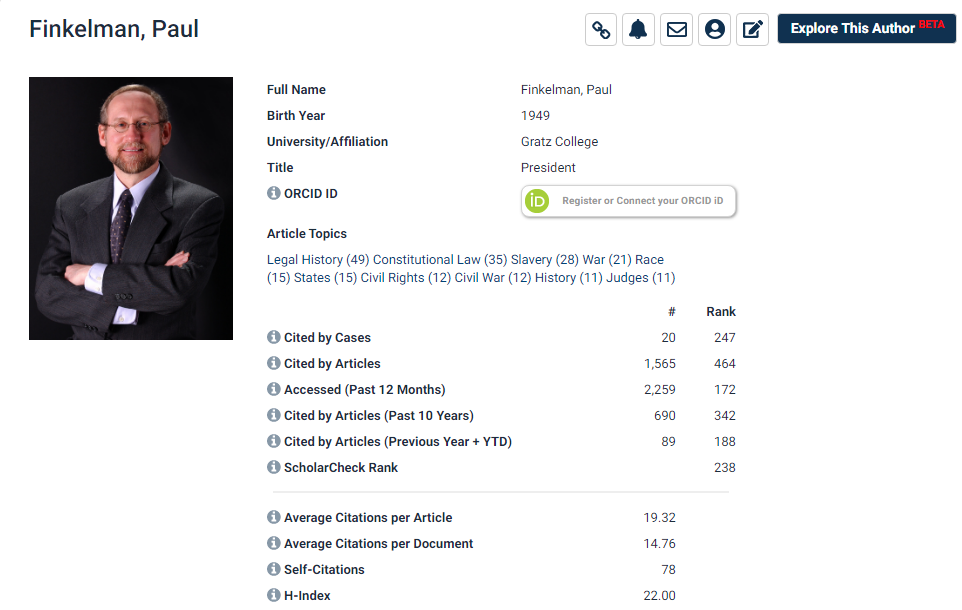 Finkelman, Paul
Explore This Author BETA
Full Name Finkelman, Paul
Birth Year 1949
University/Affiliation Gratz College
Title President
ORCID ID iD Register or Connect your ORCID iD
Article Topics
Legal History (49) Constitutional Law (35) Slavery (28) War (21) Race
(15) States (15) Civil Rights (12) Civil War (12) History (11) Judges (11)
# Rank
Cited by Cases 20 247
Cited by Articles 1,565 464
Accessed (Past 12 Months) 2,259 172
Cited by Articles (Past 10 Years) 690 342
Cited by Articles (Previous Year + YTD) 89 188
ScholarCheck Rank 238
Average Citations per Article 19.32
Average Citations per Document 14.76
Self-Citations 78
H-Index 22.00